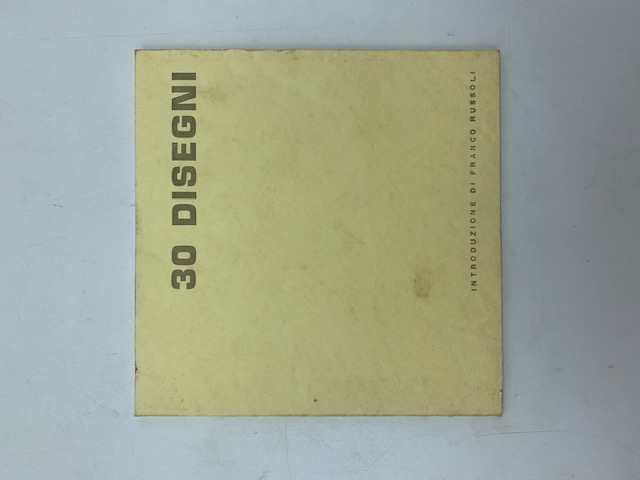 30 DISEGNI
INTRODUZIONE DI FRANCO RUSSOLI